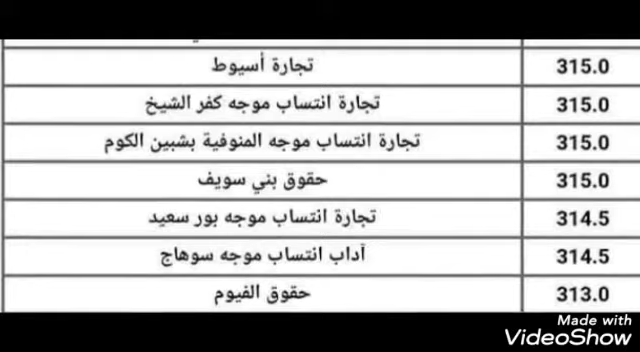 تجارة أسيوط 315.0
تجارة انتساب موجه كفر الشيخ 315.0
تجارة انتساب موجه المنوفية بشبين الكوم 315.0
حقوق بني سويف 315.0
تجارة انتساب موجه بور سعيد 314.5
آداب انتساب موجه سوهاج 314.5
حقوق الفيوم 313.0
Made with
VideoShow